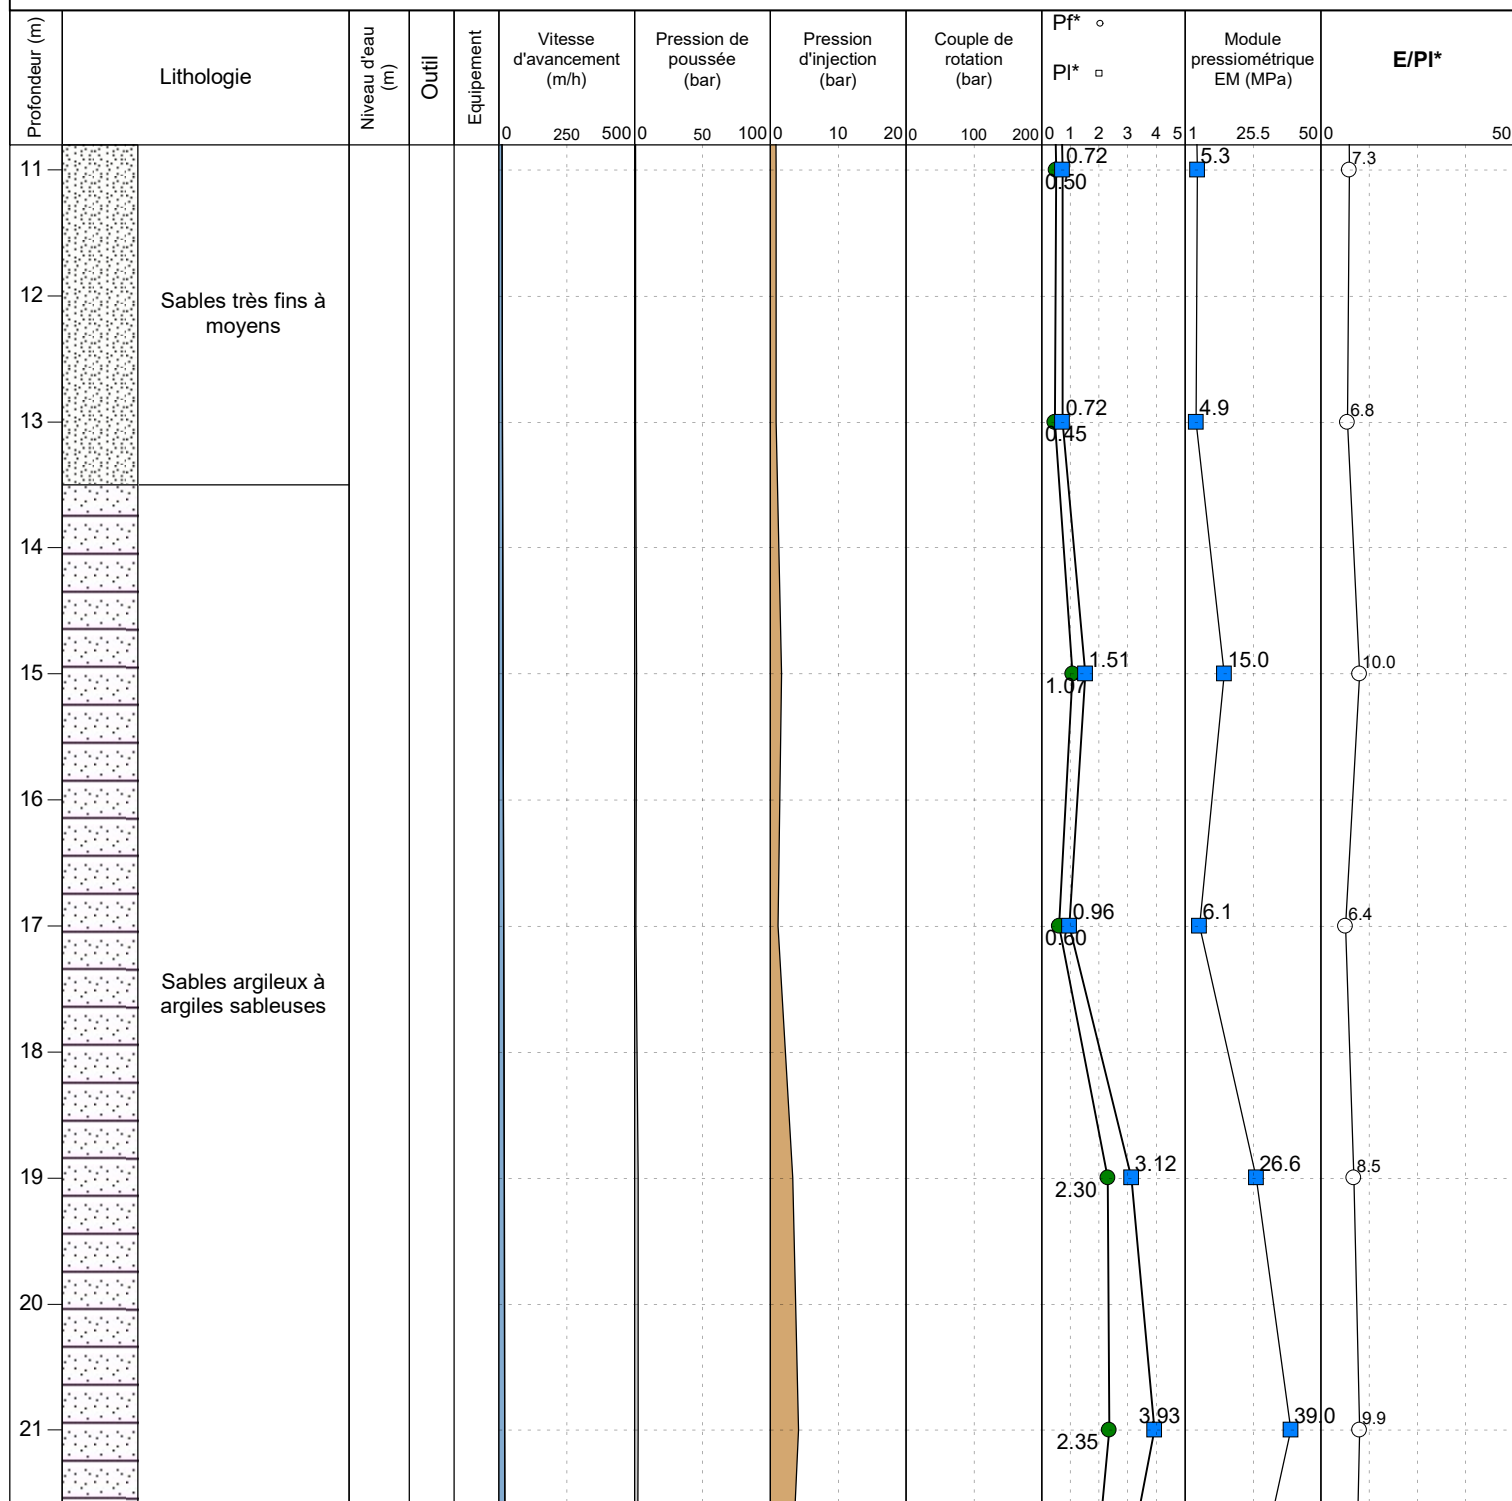 Profondeur (m)
Lithologie
Niveau d'eau
(m)
Outil
Equipement
Vitesse
d'avancement
(m/h)
0 250 500
Pression de
poussée
(bar)
0 50 100
Pression
d'injection
(bar)
0 10 20
Couple de
rotation
(bar)
0 100 200
Pf*
Pl*
0 1 2 3 4 5
Module
pressiométrique
EM (MPa)
1 25.5 50
E/Pl*
0 50
11
0.72
0.50
5.3
7.3
12
Sables très fins à
moyens
13
0.72
0.45
4.9
6.8
14
15
1.51
1.07
15.0
10.0
16
17
0.96
0.60
6.1
6.4
Sables argileux à
argiles sableuses
18
19
3.12
2.30
26.6
8.5
20
21
3.93
2.35
39.0
9.9